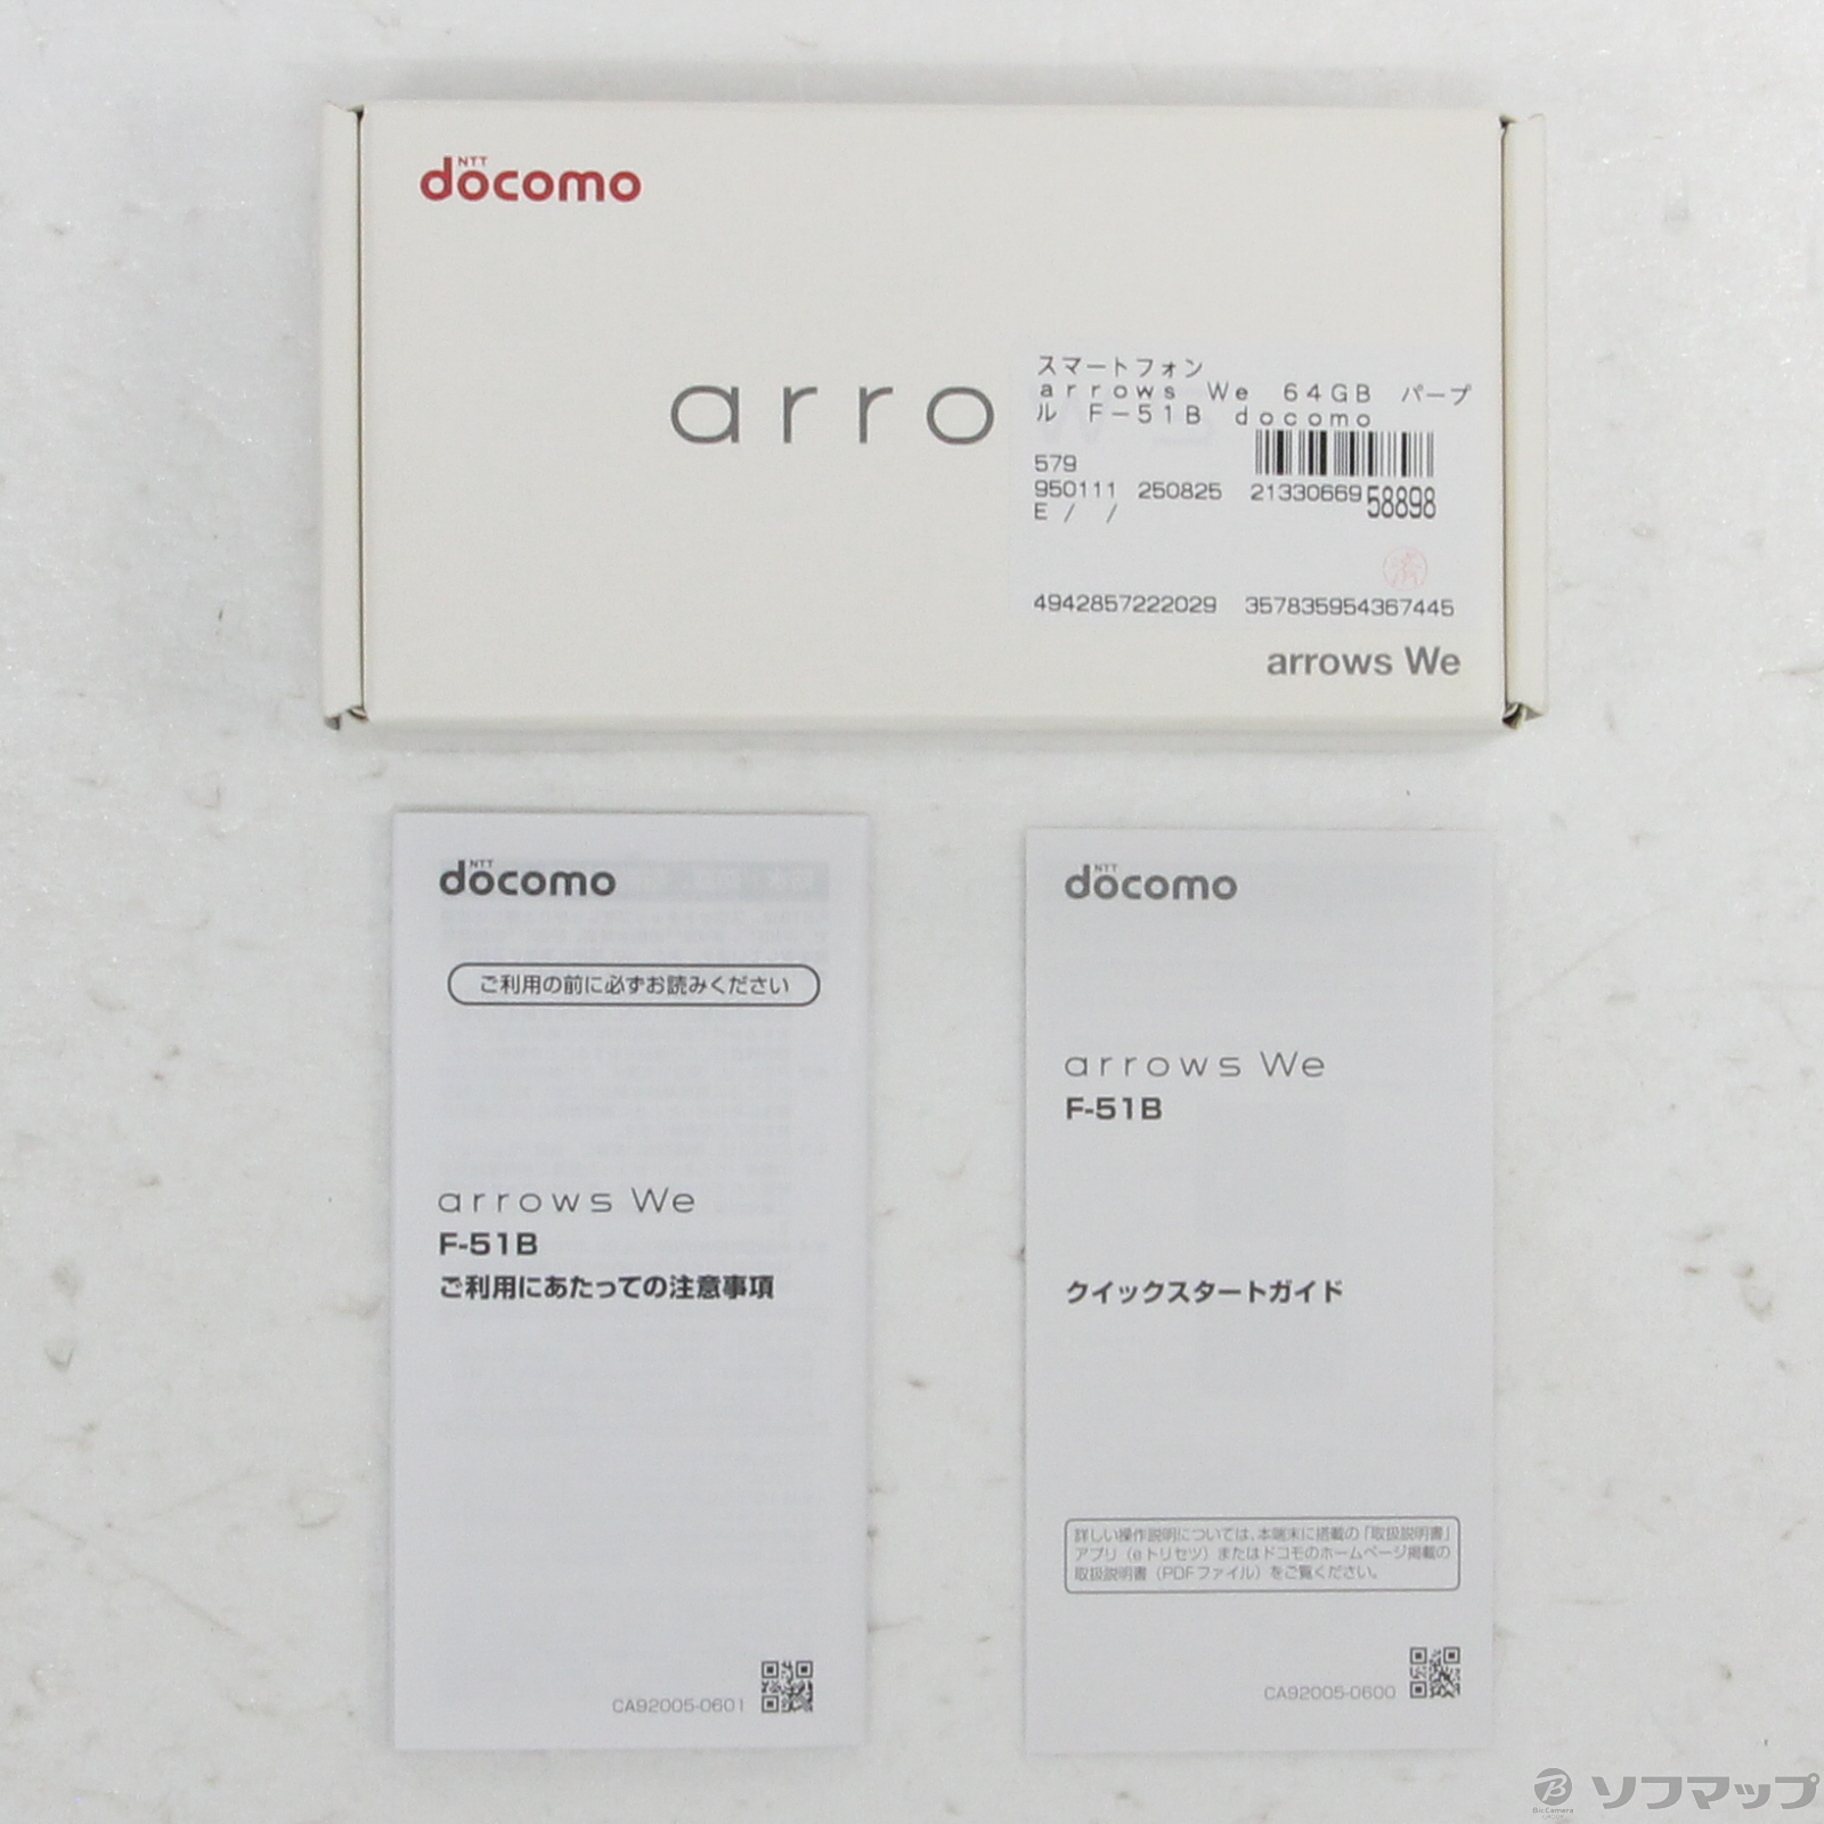 NTT
docomo
arro
スマートフォン
arrows We 64GB パープ
ル F-51B docomo
579
950111 250825 2133066958898
E / /
済
4942857222029 357835954367445
arrows We
NTT
docomo
ご利用の前に必ずお読みください
arrows We
F-51B
ご利用にあたっての注意事項
CA92005-0601
NTT
docomo
arrows We
F-51B
クイックスタートガイド
詳しい操作説明については、本端末に搭載の「取扱説明書」
アプリ（eトリセツ）またはドコモのホームページ掲載の
取扱説明書（PDFファイル）をご覧ください。
CA92005-0600
BicCamera
ソフマップ